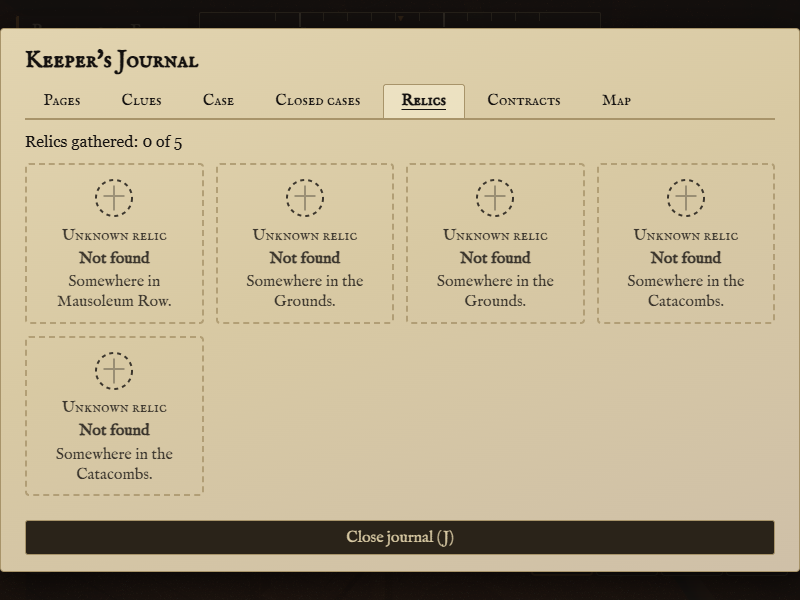 Keeper's Journal
Pages Clues Case Closed cases Relics Contracts Map
Relics gathered: 0 of 5
Unknown relic
Not found
Somewhere in
Mausoleum Row.
Unknown relic
Not found
Somewhere in the
Grounds.
Unknown relic
Not found
Somewhere in the
Grounds.
Unknown relic
Not found
Somewhere in the
Catacombs.
Unknown relic
Not found
Somewhere in the
Catacombs.
Close journal (J)